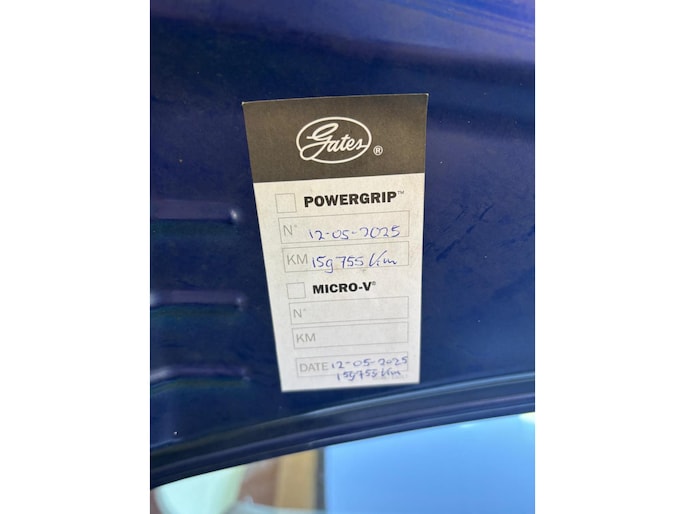 Gates®
POWERGRIP™
N° 12-05-2025
KM 159755 Km
MICRO-V®
N°
KM
DATE 12-05-2025
159755 Km